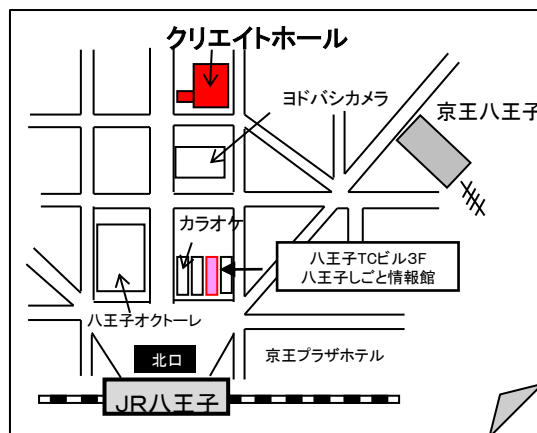 クリエイトホール
ヨドバシカメラ
京王八王子
カラオケ
八王子TCビル3F
八王子しごと情報館
八王子オクトーレ
北口
京王プラザホテル
JR八王子